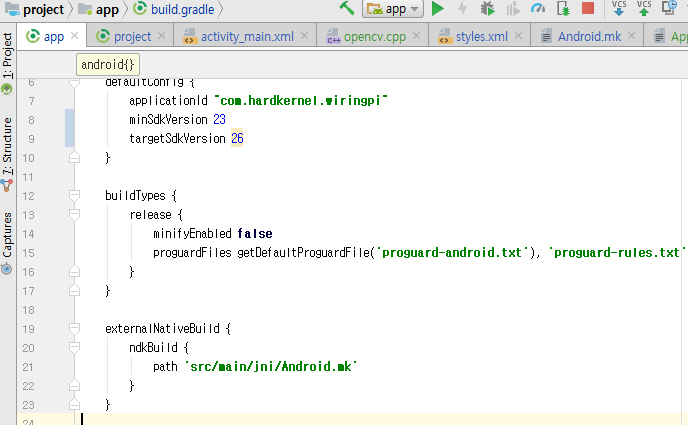 project app build.gradle app VCS VCS
app project activity_main.xml opencv.cpp styles.xml Android.mk App
1: Project
7: Structure
Captures
android{}
6 defaultConfig {
7 applicationId "com.hardkernel.wiringpi"
8 minSdkVersion 23
9 targetSdkVersion 26
10 }
11
12 buildTypes {
13 release {
14 minifyEnabled false
15 proguardFiles getDefaultProguardFile('proguard-android.txt'), 'proguard-rules.txt'
16 }
17 }
18
19 externalNativeBuild {
20 ndkBuild {
21 path 'src/main/jni/Android.mk'
22 }
23 }
24